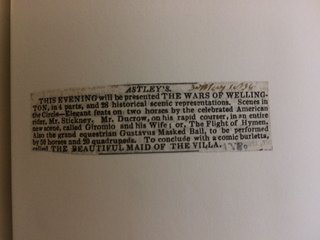 ASTLEY'S.
THIS EVENING will be presented THE WARS OF WELLING-
TON, in 3 parts, and 28 historical scenic representations. Scenes in
the Circle—Elegant feats on two horses by the celebrated American
rider, Mr. Stickney. Mr. Ducrow, on his rapid courser, in an entire
new scene, called Giromio and his Wife; or, The Flight of Hymen.
Also the grand equestrian Gustavus Masked Ball, to be performed
by 50 horses and 20 quadrupeds. To conclude with a comic burletta,
called THE BEAUTIFUL MAID OF THE VILLA.